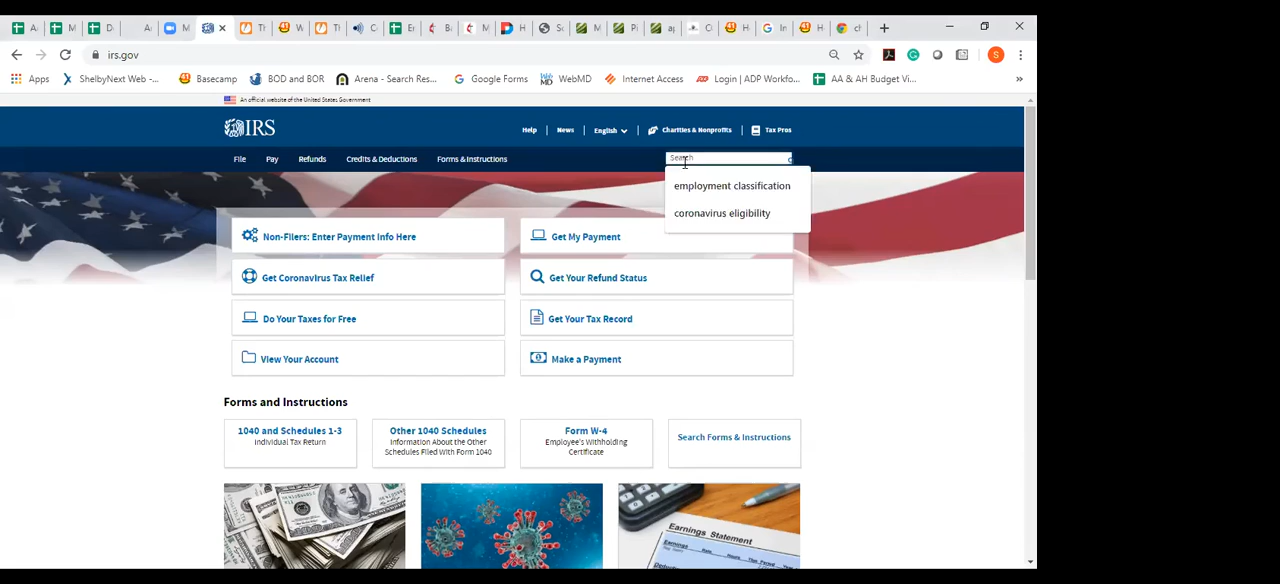 irs.gov
Apps ShelbyNext Web -... Basecamp BOD and BOR Arena - Search Res... Google Forms WebMD Internet Access Login | ADP Workfo... AA & AH Budget Vi... »
An official website of the United States Government
IRS
Help News English Charities & Nonprofits Tax Pros
File Pay Refunds Credits & Deductions Forms & Instructions Search
employment classification
coronavirus eligibility
Non-Filers: Enter Payment Info Here Get My Payment
Get Coronavirus Tax Relief Get Your Refund Status
Do Your Taxes for Free Get Your Tax Record
View Your Account Make a Payment
Forms and Instructions
1040 and Schedules 1-3 Other 1040 Schedules Form W-4 Search Forms & Instructions
Individual Tax Return Information About the Other Employee's Withholding
Schedules Filed With Form 1040 Certificate
Earnings Statement